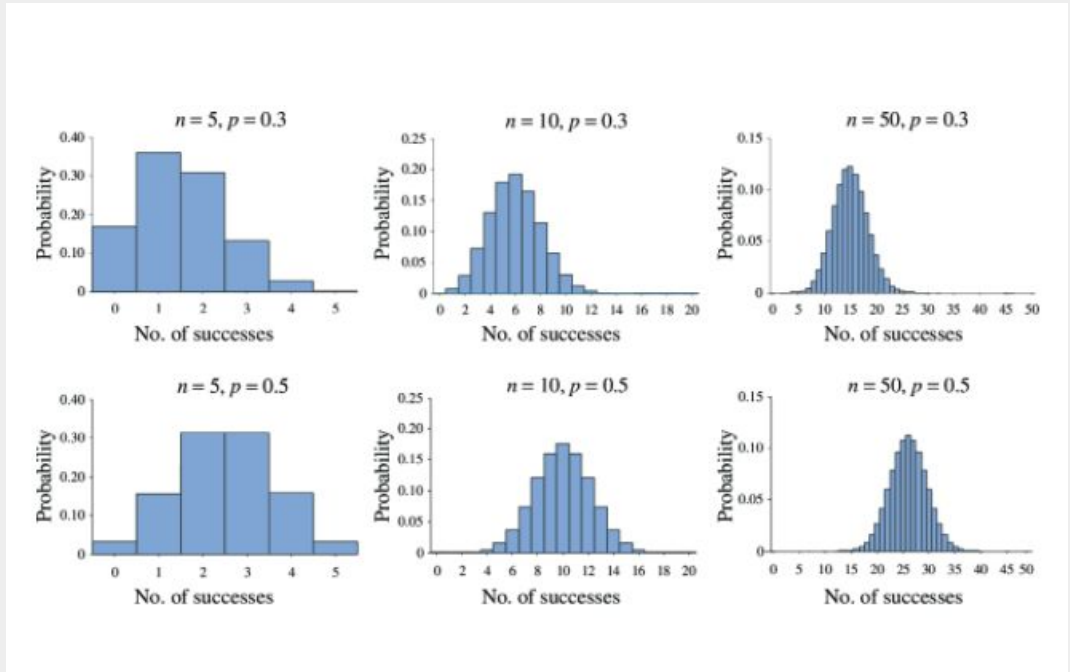 n = 5, p = 0.3
n = 10, p = 0.3
n = 50, p = 0.3
0.40
0.30
0.20
0.10
0
Probability
0 1 2 3 4 5
No. of successes
0.25
0.20
0.15
0.10
0.05
0
Probability
0 2 4 6 8 10 12 14 16 18 20
No. of successes
0.15
0.10
0.05
0
Probability
0 5 10 15 20 25 30 35 40 45 50
No. of successes
n = 5, p = 0.5
n = 10, p = 0.5
n = 50, p = 0.5
0.40
0.30
0.20
0.10
0
Probability
0 1 2 3 4 5
No. of successes
0.25
0.20
0.15
0.10
0.05
0
Probability
0 2 4 6 8 10 12 14 16 18 20
No. of successes
0.15
0.10
0.05
0
Probability
0 5 10 15 20 25 30 35 40 45 50
No. of successes